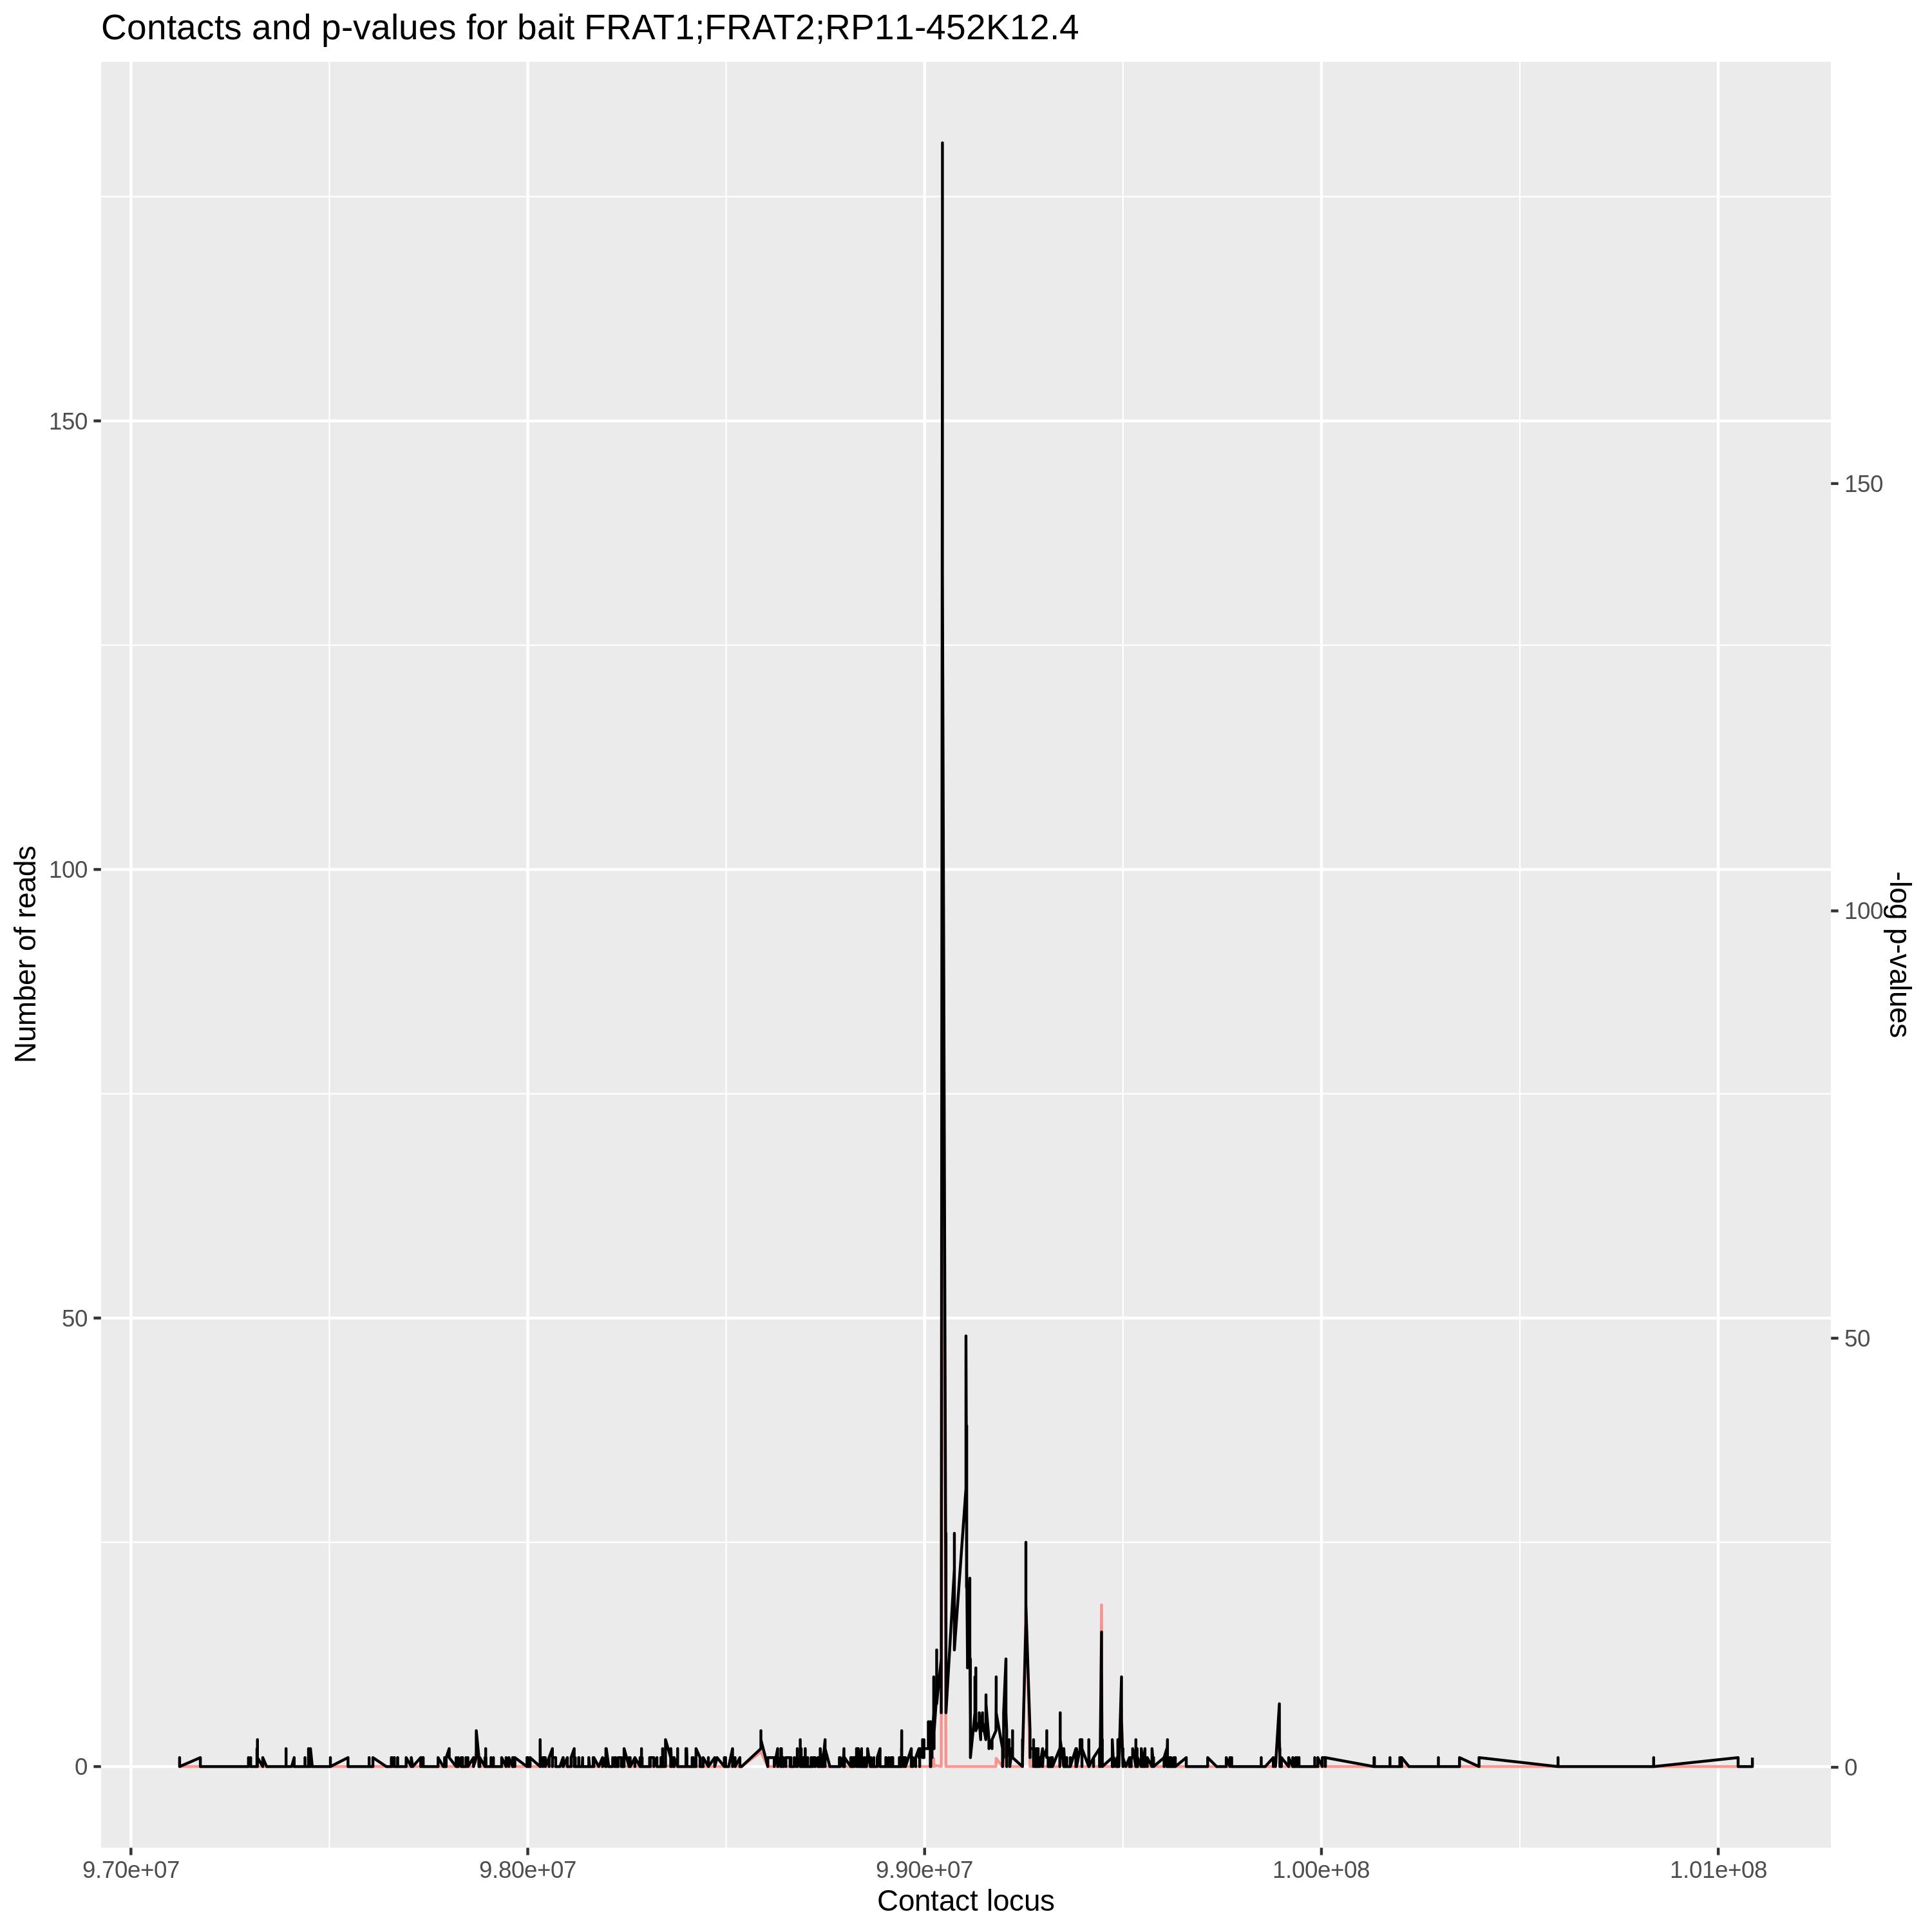 Contacts and p-values for bait FRAT1;FRAT2;RP11-452K12.4
150
100
50
0
Number of reads
150
100
50
0
-log p-values
9.70e+07 9.80e+07 9.90e+07 1.00e+08 1.01e+08
Contact locus